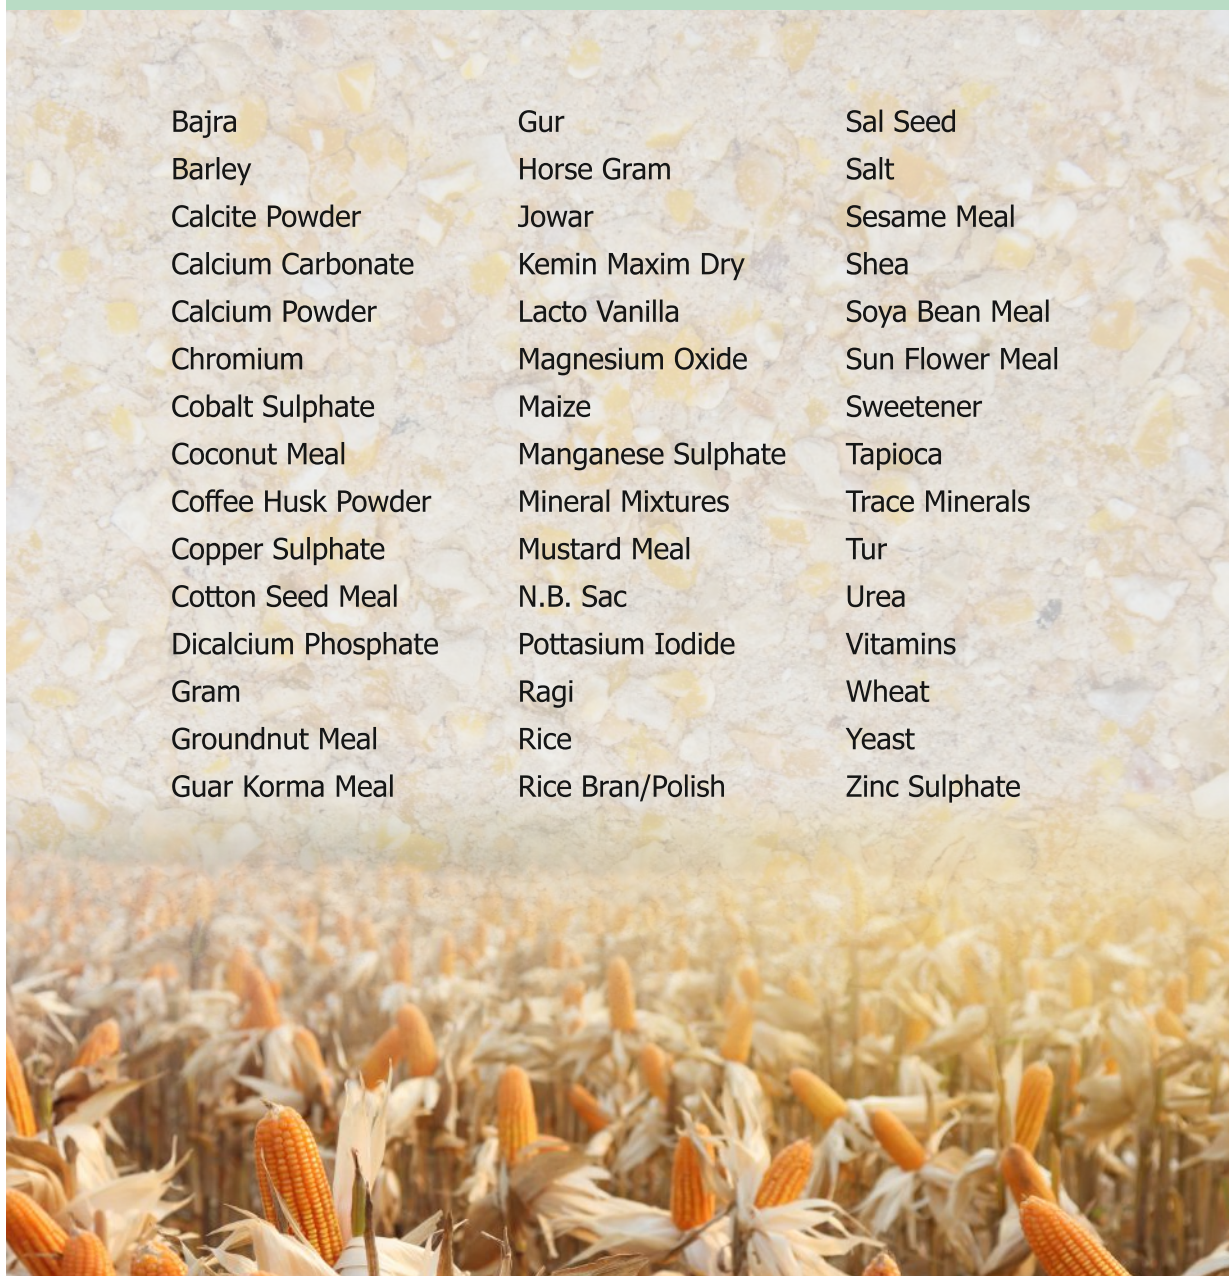 Bajra
Barley
Calcite Powder
Calcium Carbonate
Calcium Powder
Chromium
Cobalt Sulphate
Coconut Meal
Coffee Husk Powder
Copper Sulphate
Cotton Seed Meal
Dicalcium Phosphate
Gram
Groundnut Meal
Guar Korma Meal
Gur
Horse Gram
Jowar
Kemin Maxim Dry
Lacto Vanilla
Magnesium Oxide
Maize
Manganese Sulphate
Mineral Mixtures
Mustard Meal
N.B. Sac
Pottasium Iodide
Ragi
Rice
Rice Bran/Polish
Sal Seed
Salt
Sesame Meal
Shea
Soya Bean Meal
Sun Flower Meal
Sweetener
Tapioca
Trace Minerals
Tur
Urea
Vitamins
Wheat
Yeast
Zinc Sulphate